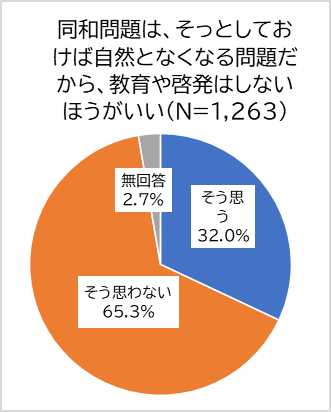 同和問題は、そっとしてお
けば自然となくなる問題だ
から、教育や啓発はしない
ほうがいい(N=1,263)
無回答
2.7%
そう思
う
32.0%
そう思わない
65.3%